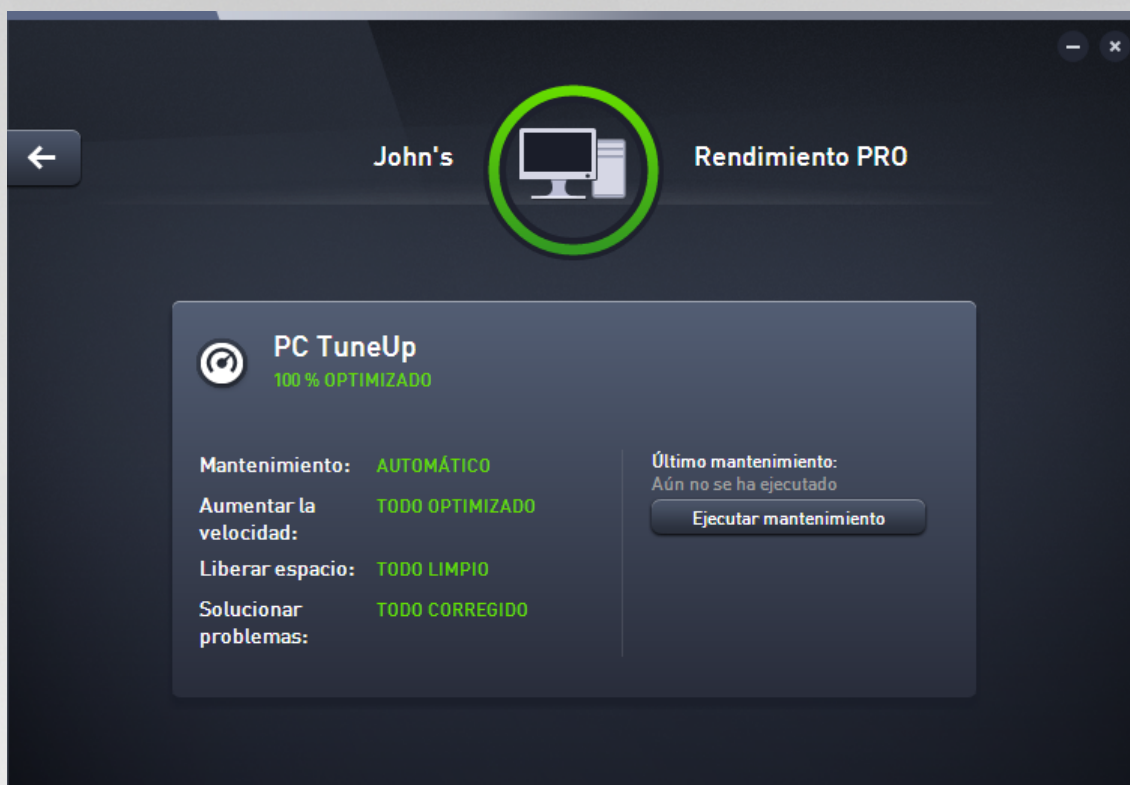 John's
Rendimiento PRO
PC TuneUp
100 % OPTIMIZADO
Mantenimiento: AUTOMÁTICO
Aumentar la
velocidad:
TODO OPTIMIZADO
Liberar espacio: TODO LIMPIO
Solucionar
problemas:
TODO CORREGIDO
Último mantenimiento:
Aún no se ha ejecutado
Ejecutar mantenimiento